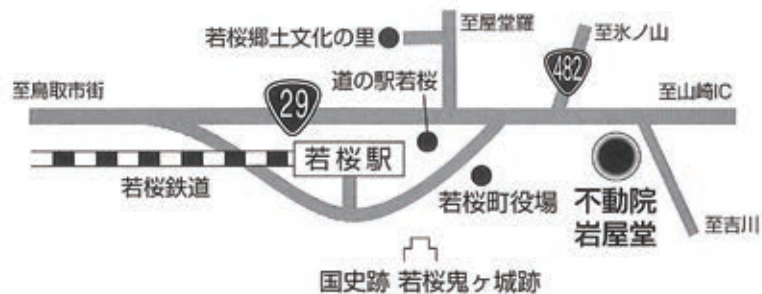 至屋堂羅
若桜郷土文化の里
至氷ノ山
482
道の駅若桜
至鳥取市街
29
至山崎IC
若桜駅
若桜鉄道
若桜町役場
不動院
岩屋堂
至吉川
国史跡 若桜鬼ヶ城跡